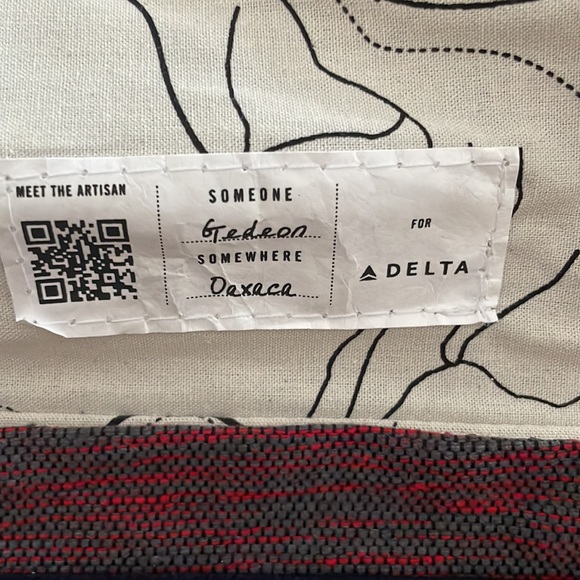 MEET THE ARTISAN
SOMEONE
Gedeon
SOMEWHERE
Oaxaca
FOR
DELTA